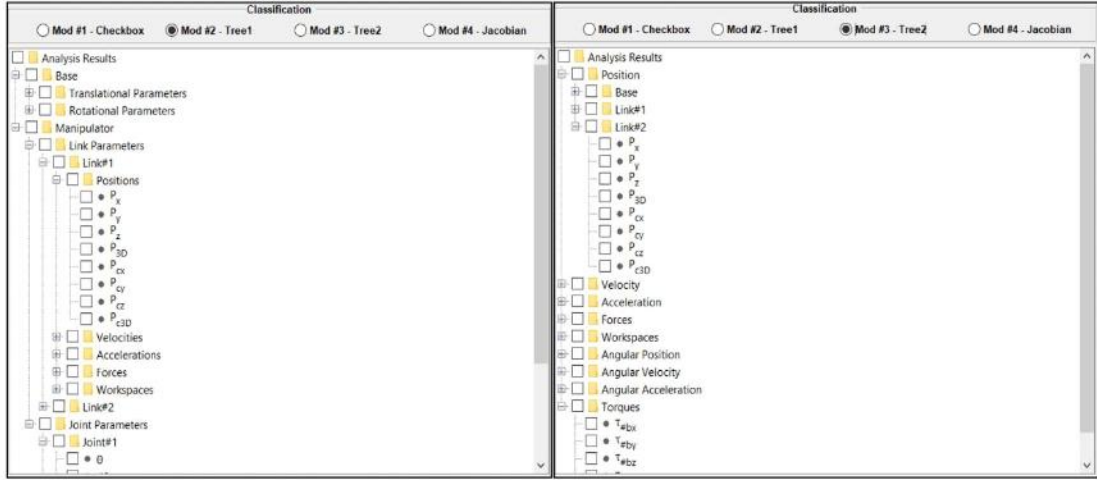 Classification
Mod #1 - Checkbox Mod #2 - Tree1 Mod #3 - Tree2 Mod #4 - Jacobian
Analysis Results
Base
Translational Parameters
Rotational Parameters
Manipulator
Link Parameters
Link#1
Positions
Px
Py
Pz
P3D
Pcx
Pcy
Pcz
Pc3D
Velocities
Accelerations
Forces
Workspaces
Link#2
Joint Parameters
Joint#1
θ
Classification
Mod #1 - Checkbox Mod #2 - Tree1 Mod #3 - Tree2 Mod #4 - Jacobian
Analysis Results
Position
Base
Link#1
Link#2
Px
Py
Pz
P3D
Pcx
Pcy
Pcz
Pc3D
Velocity
Acceleration
Forces
Workspaces
Angular Position
Angular Velocity
Angular Acceleration
Torques
τ#bx
τ#by
τ#bz